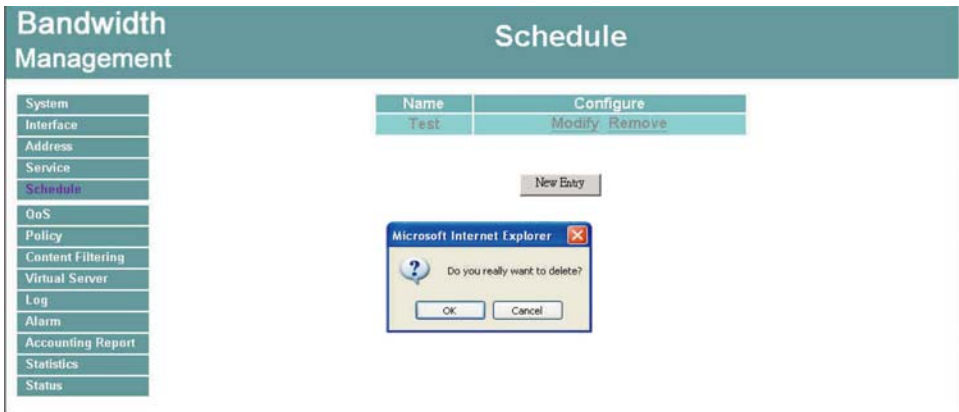 Bandwidth
Management
Schedule
System
Interface
Address
Service
Schedule
QoS
Policy
Content Filtering
Virtual Server
Log
Alarm
Accounting Report
Statistics
Status
Name Configure
Test Modify Remove
New Entry
Microsoft Internet Explorer
Do you really want to delete?
OK Cancel